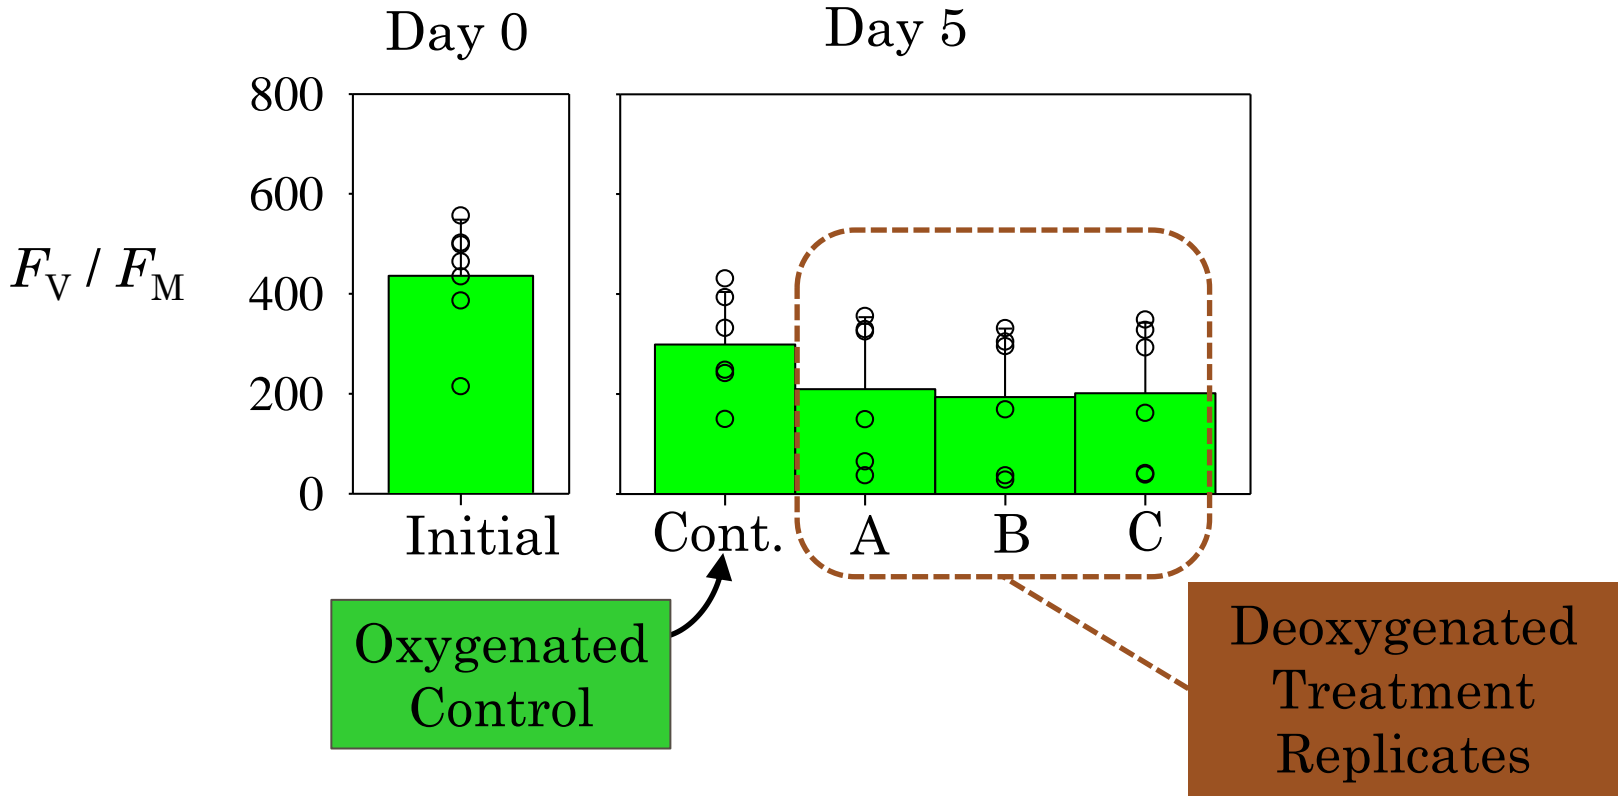 Day 0
Day 5
800
600
400
200
0
FV / FM
Initial
Cont.
A
B
C
Oxygenated
Control
Deoxygenated
Treatment
Replicates